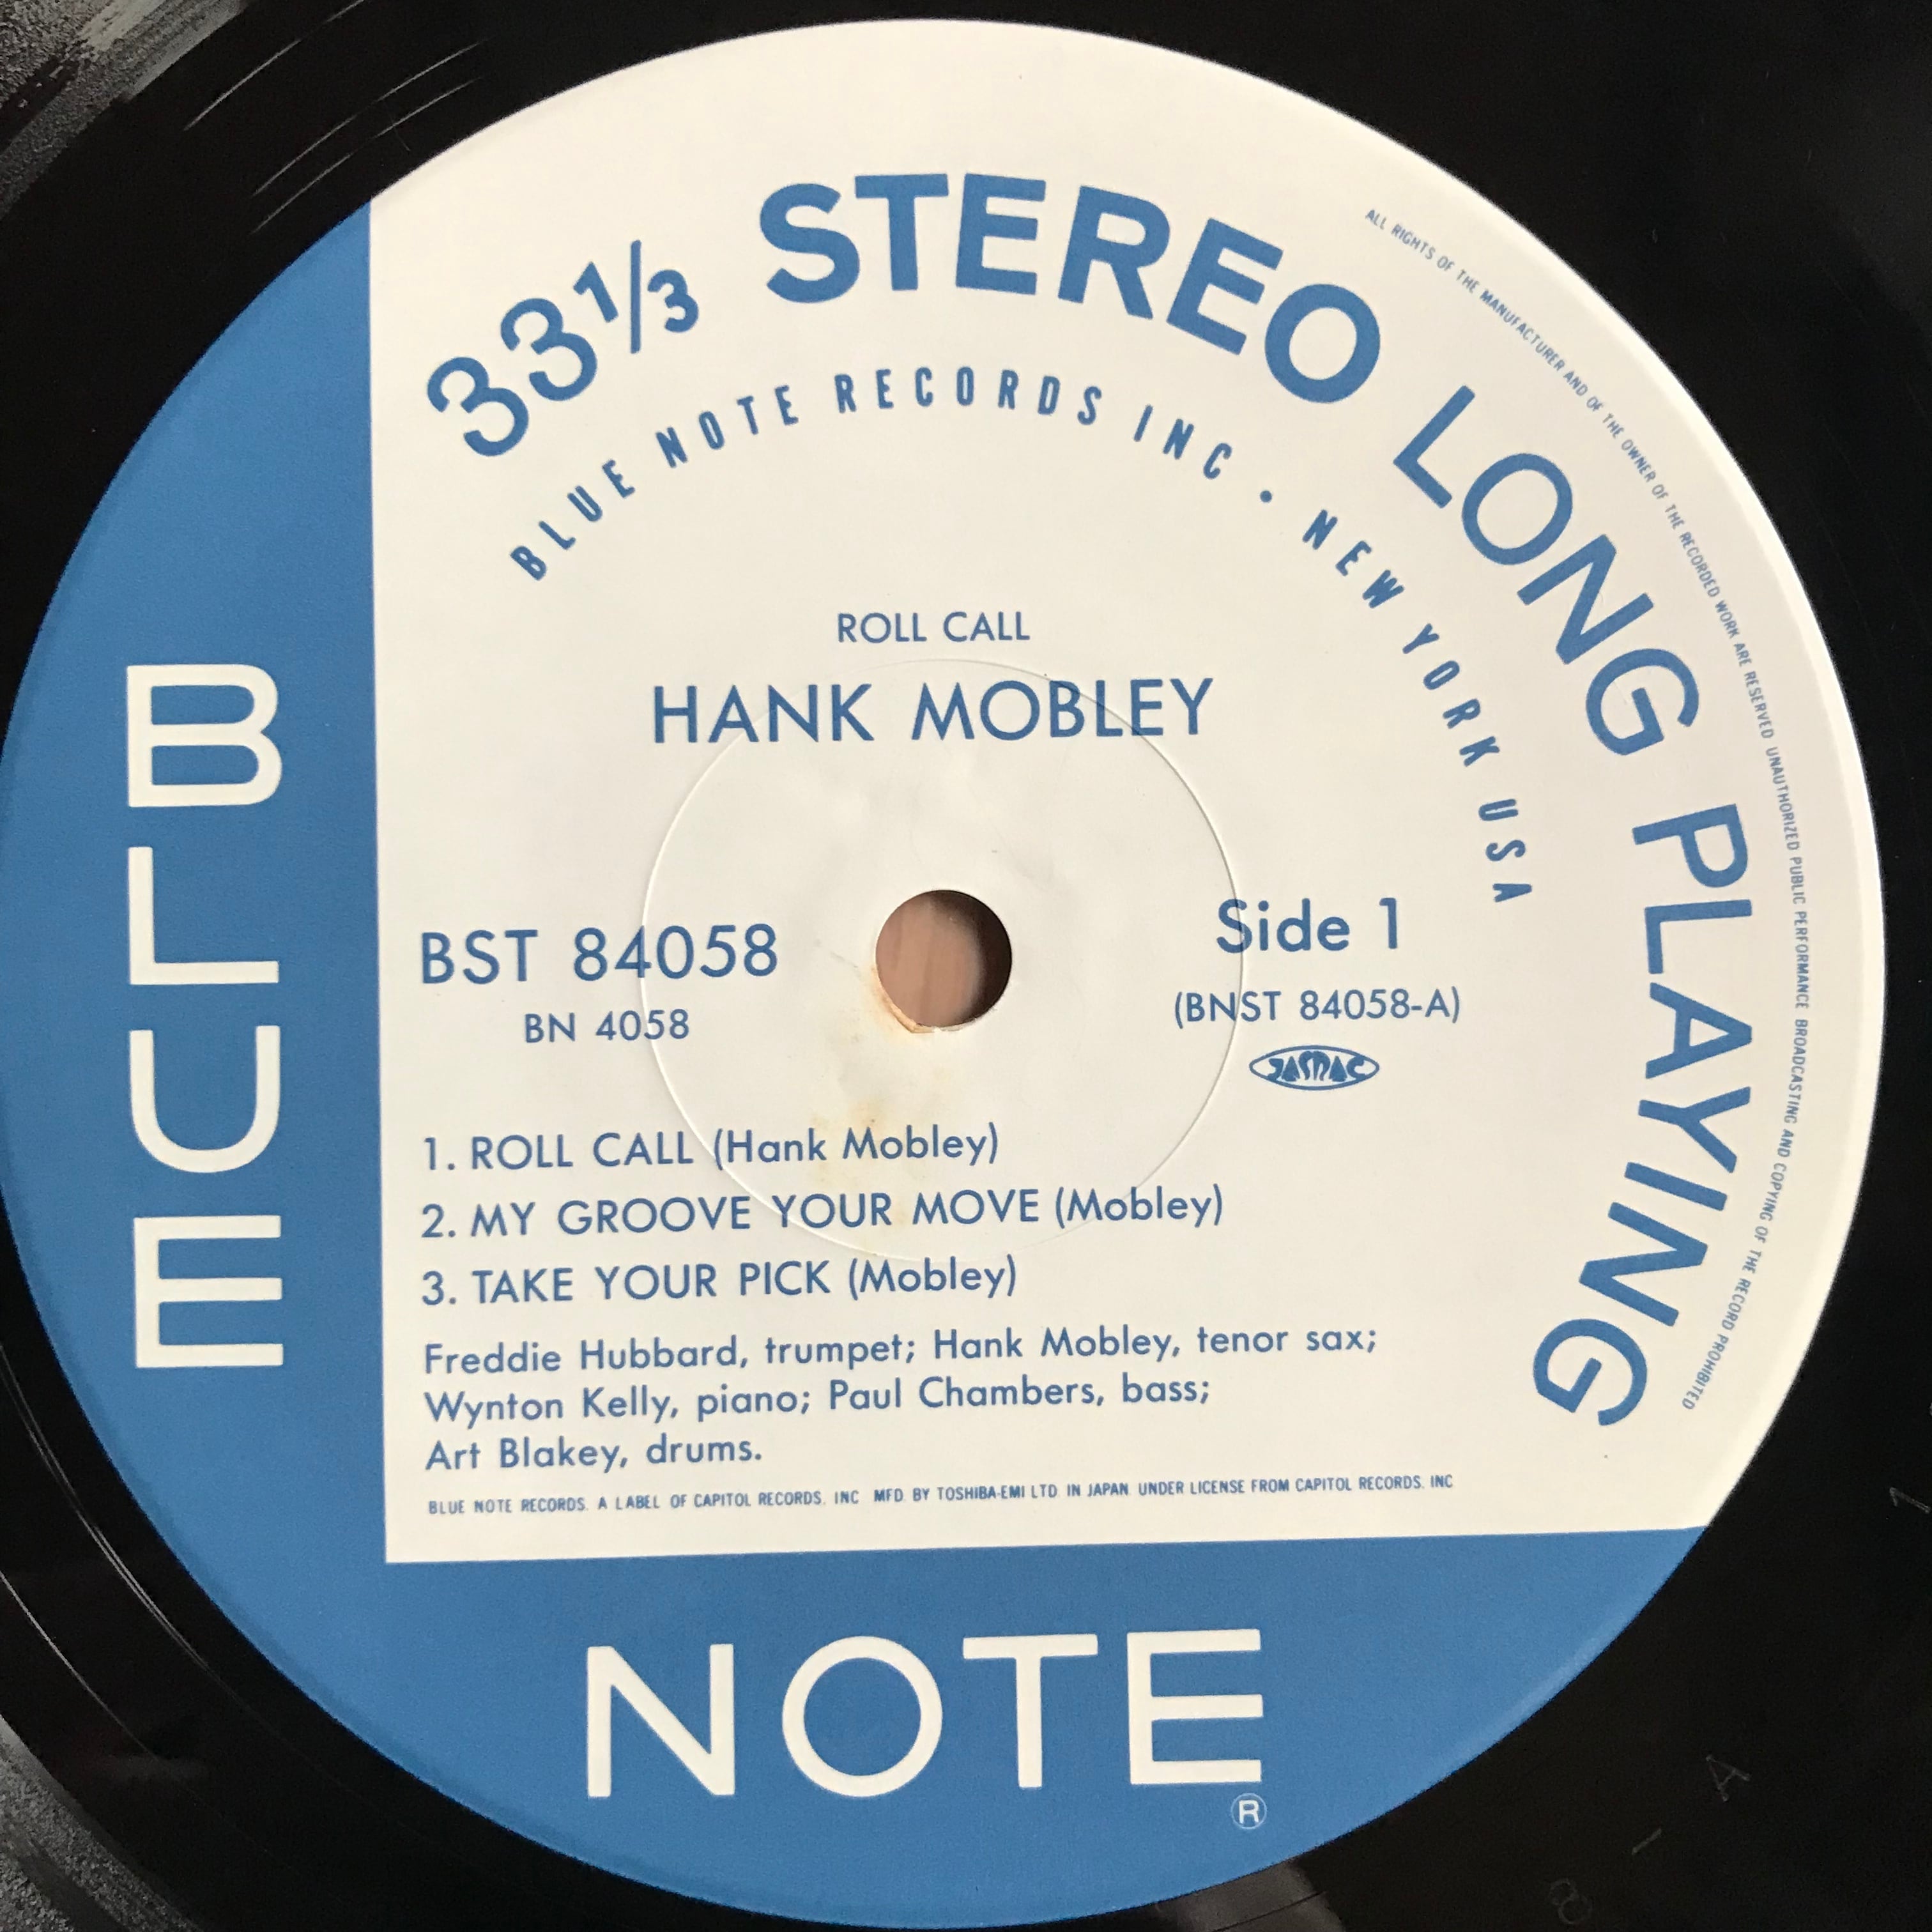 33⅓ STEREO LONG PLAYING
BLUE NOTE RECORDS INC • NEW YORK USA
ALL RIGHTS OF THE MANUFACTURER AND OF THE OWNER OF THE RECORDED WORK ARE RESERVED UNAUTHORIZED PUBLIC PERFORMANCE BROADCASTING AND COPYING OF THE RECORD PROHIBITED
ROLL CALL
HANK MOBLEY
BST 84058
BN 4058
Side 1
(BNST 84058-A)
JASRAC
1. ROLL CALL (Hank Mobley)
2. MY GROOVE YOUR MOVE (Mobley)
3. TAKE YOUR PICK (Mobley)
Freddie Hubbard, trumpet; Hank Mobley, tenor sax;
Wynton Kelly, piano; Paul Chambers, bass;
Art Blakey, drums.
BLUE NOTE RECORDS. A LABEL OF CAPITOL RECORDS, INC MFD. BY TOSHIBA-EMI LTD. IN JAPAN. UNDER LICENSE FROM CAPITOL RECORDS, INC
BLUE
NOTE
®